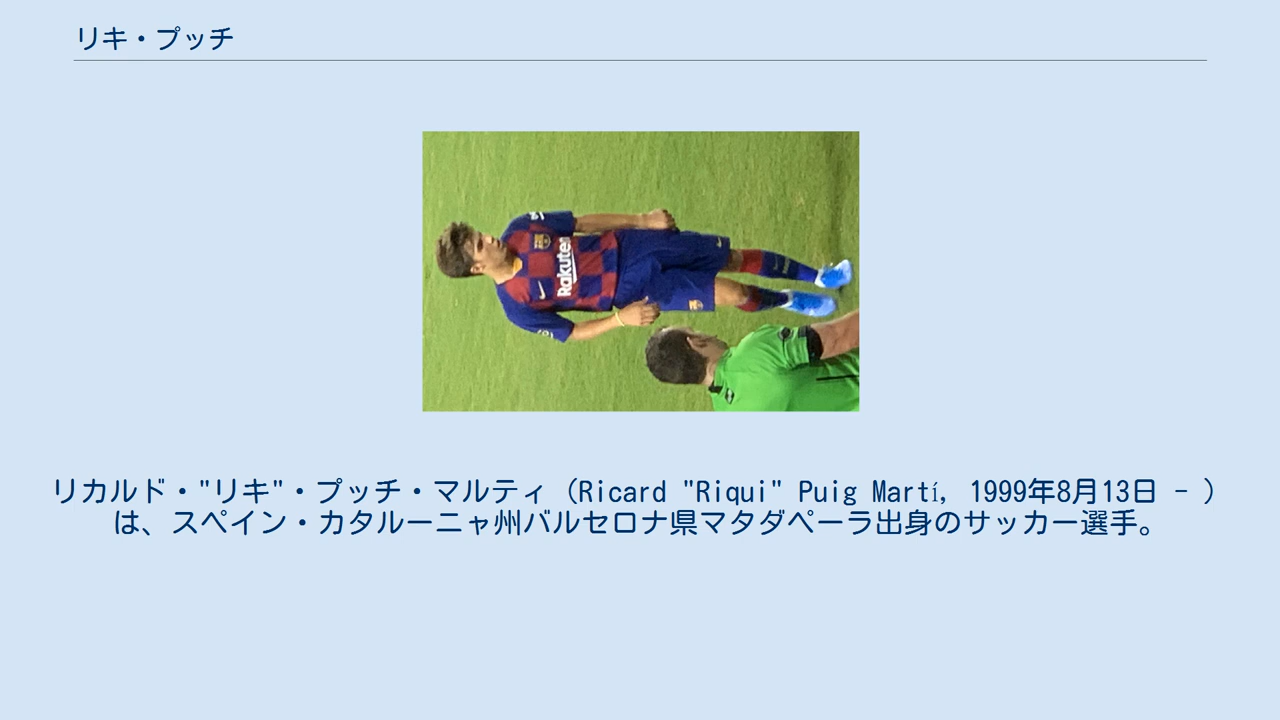 リキ・プッチ
Rakuten
リカルド・"リキ"・プッチ・マルティ（Ricard "Riqui" Puig Martí, 1999年8月13日 - ）
は、スペイン・カタルーニャ州バルセロナ県マタダペーラ出身のサッカー選手。